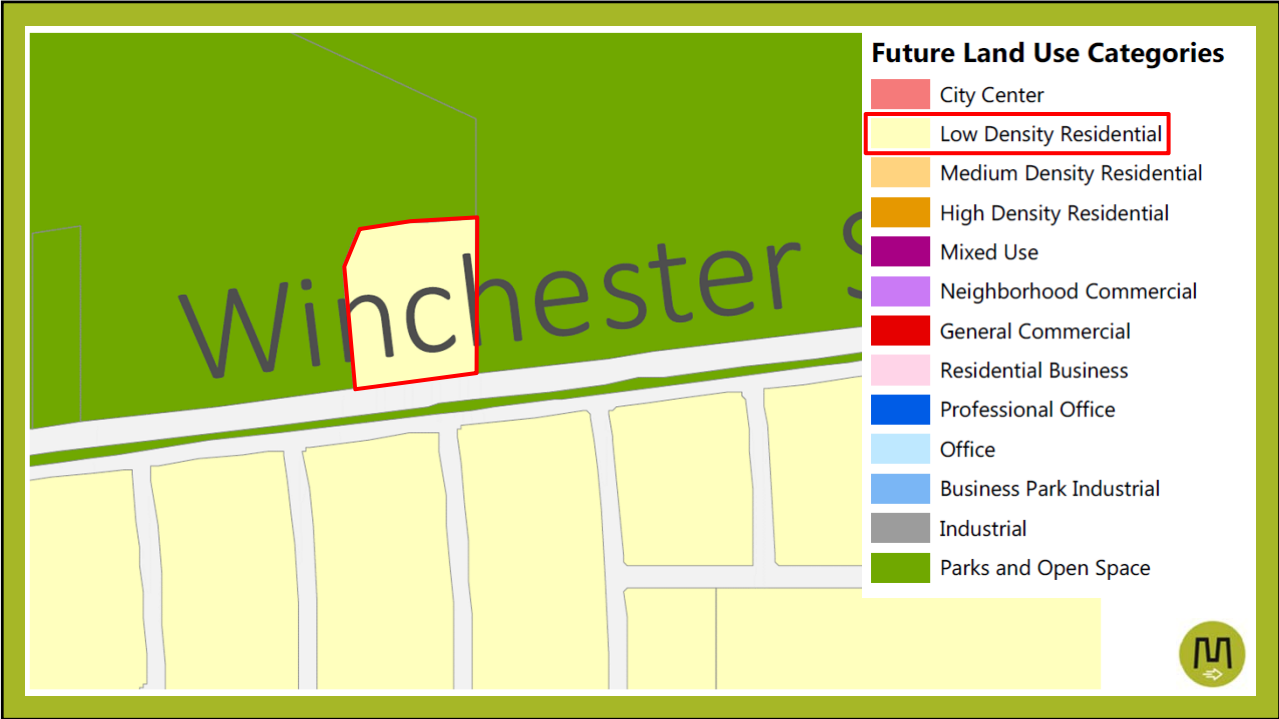 Winchester S
Future Land Use Categories
City Center
Low Density Residential
Medium Density Residential
High Density Residential
Mixed Use
Neighborhood Commercial
General Commercial
Residential Business
Professional Office
Office
Business Park Industrial
Industrial
Parks and Open Space